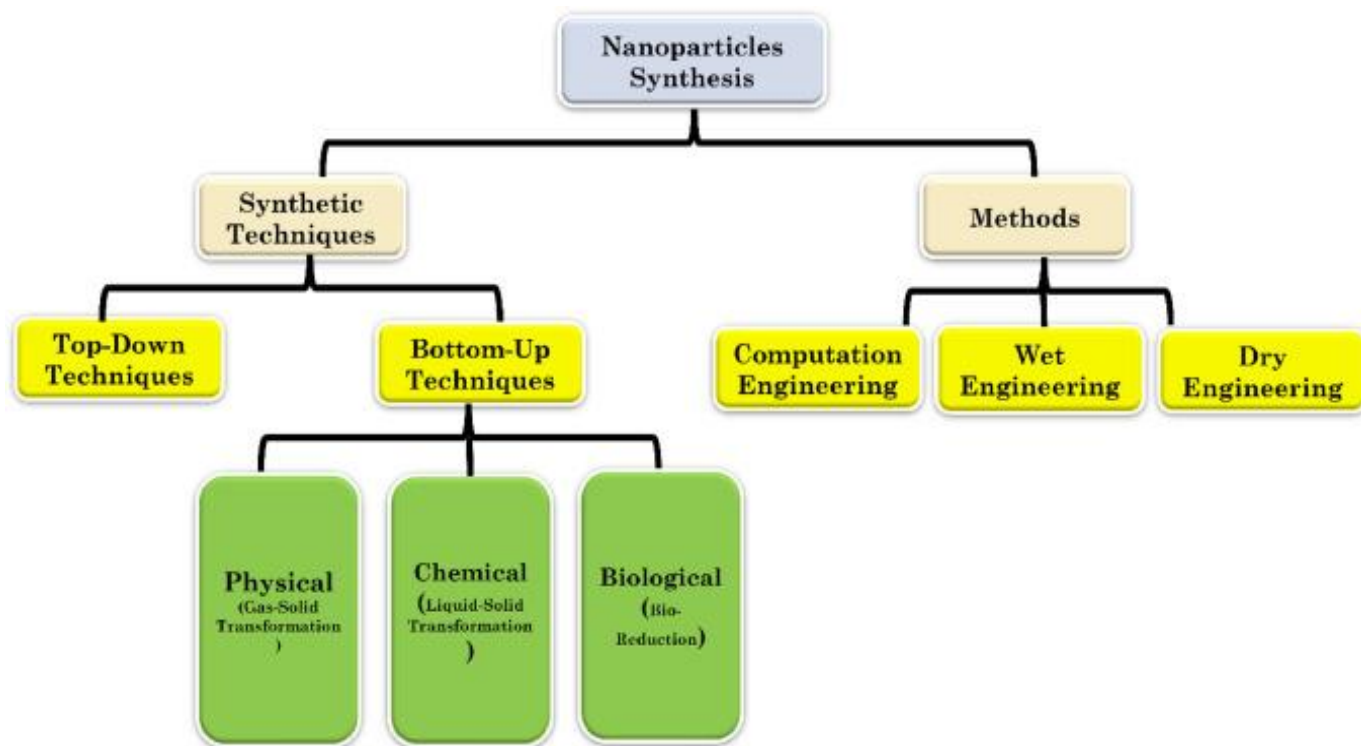 Nanoparticles
Synthesis
Synthetic
Techniques
Methods
Top-Down
Techniques
Bottom-Up
Techniques
Computation
Engineering
Wet
Engineering
Dry
Engineering
Physical
(Gas-Solid
Transformation
)
Chemical
(Liquid-Solid
Transformation
)
Biological
(Bio-
Reduction)